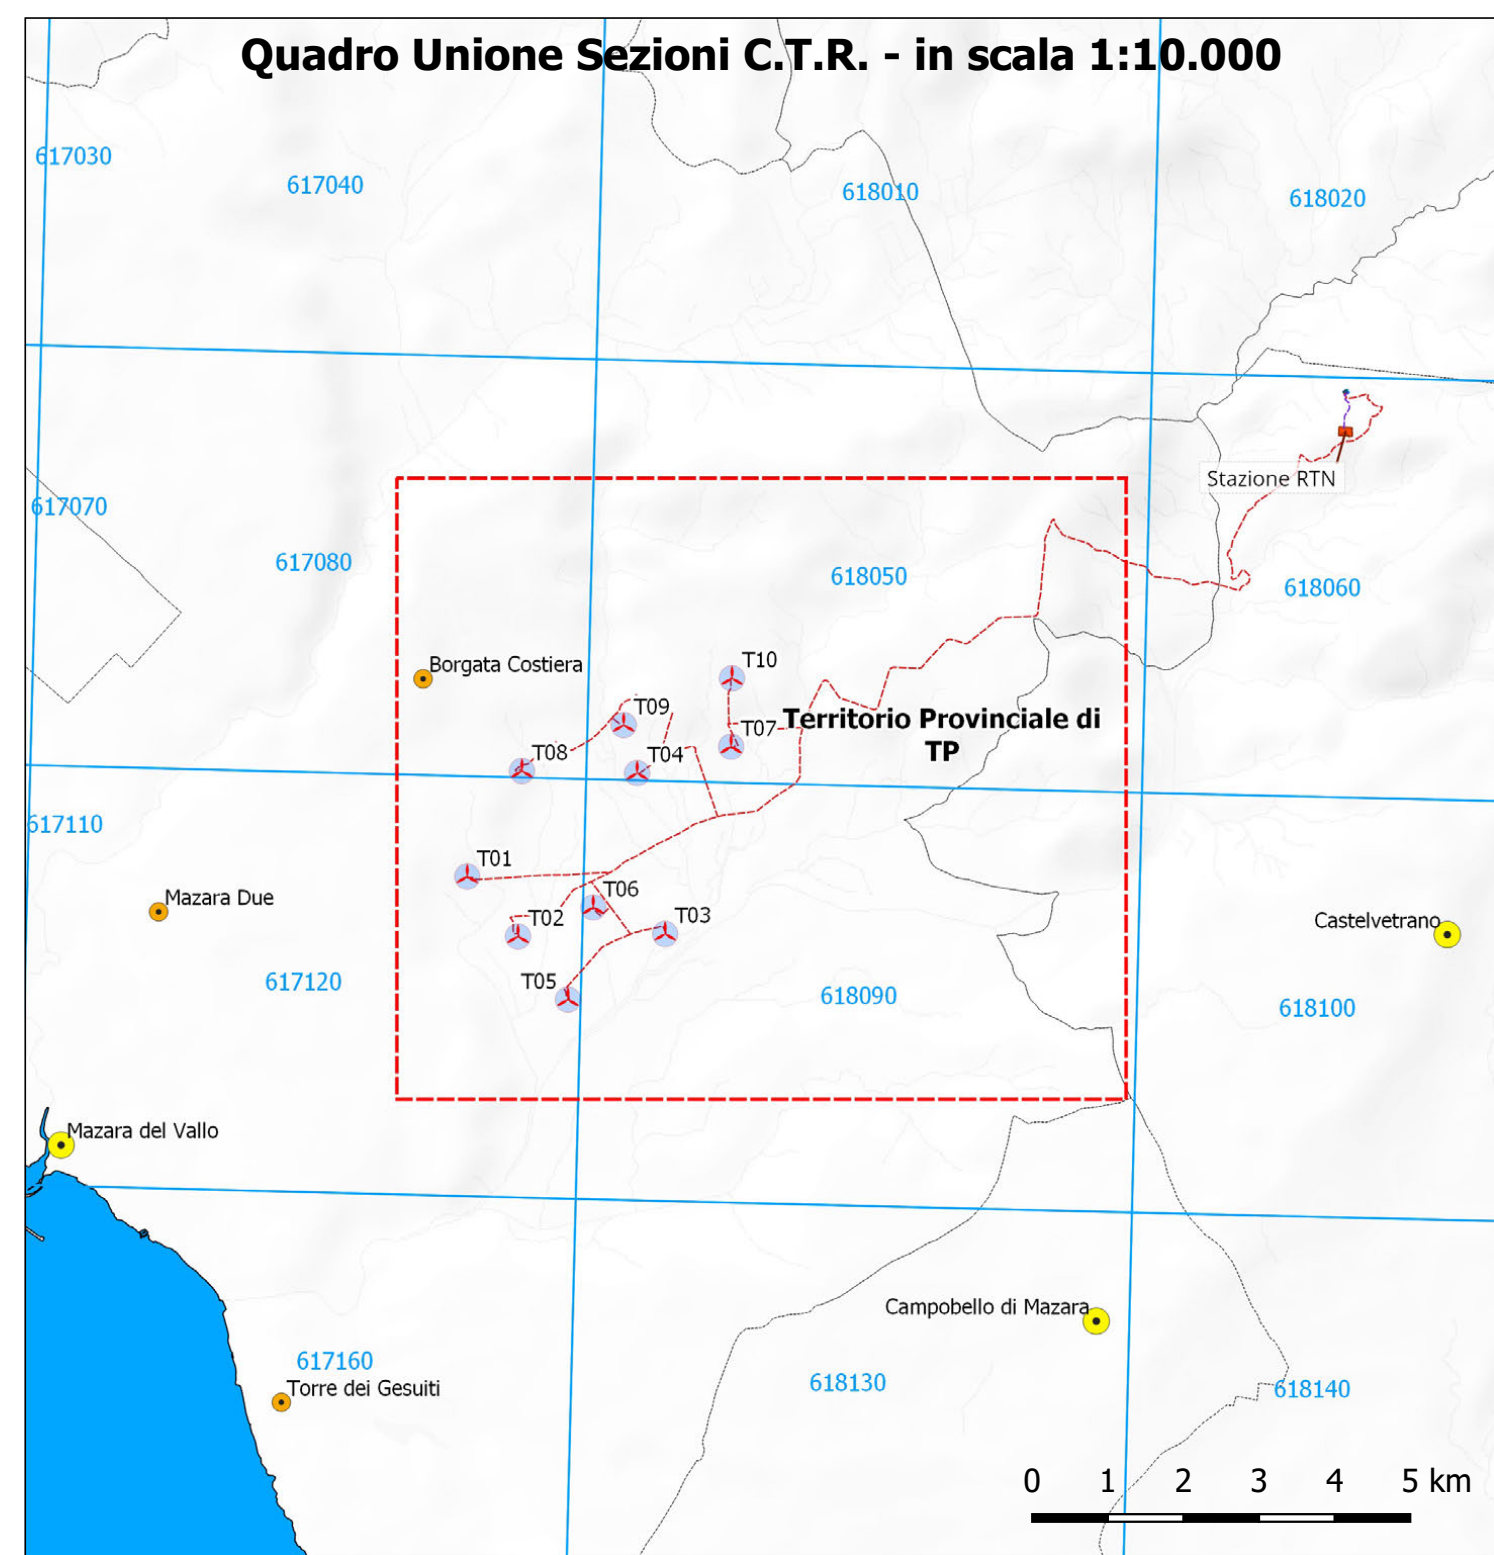 Quadro Unione Sezioni C.T.R. - in scala 1:10.000
617030
617040
618010
618020
Stazione RTN
617070
617080
618050
618060
Borgata Costiera
T10
T09
T07
Territorio Provinciale di
TP
T08
T04
617110
T01
T06
Mazara Due
T02
T03
Castelvetrano
617120
T05
618090
618100
Mazara del Vallo
Campobello di Mazara
617160
Torre dei Gesuiti
618130
618140
0 1 2 3 4 5 km